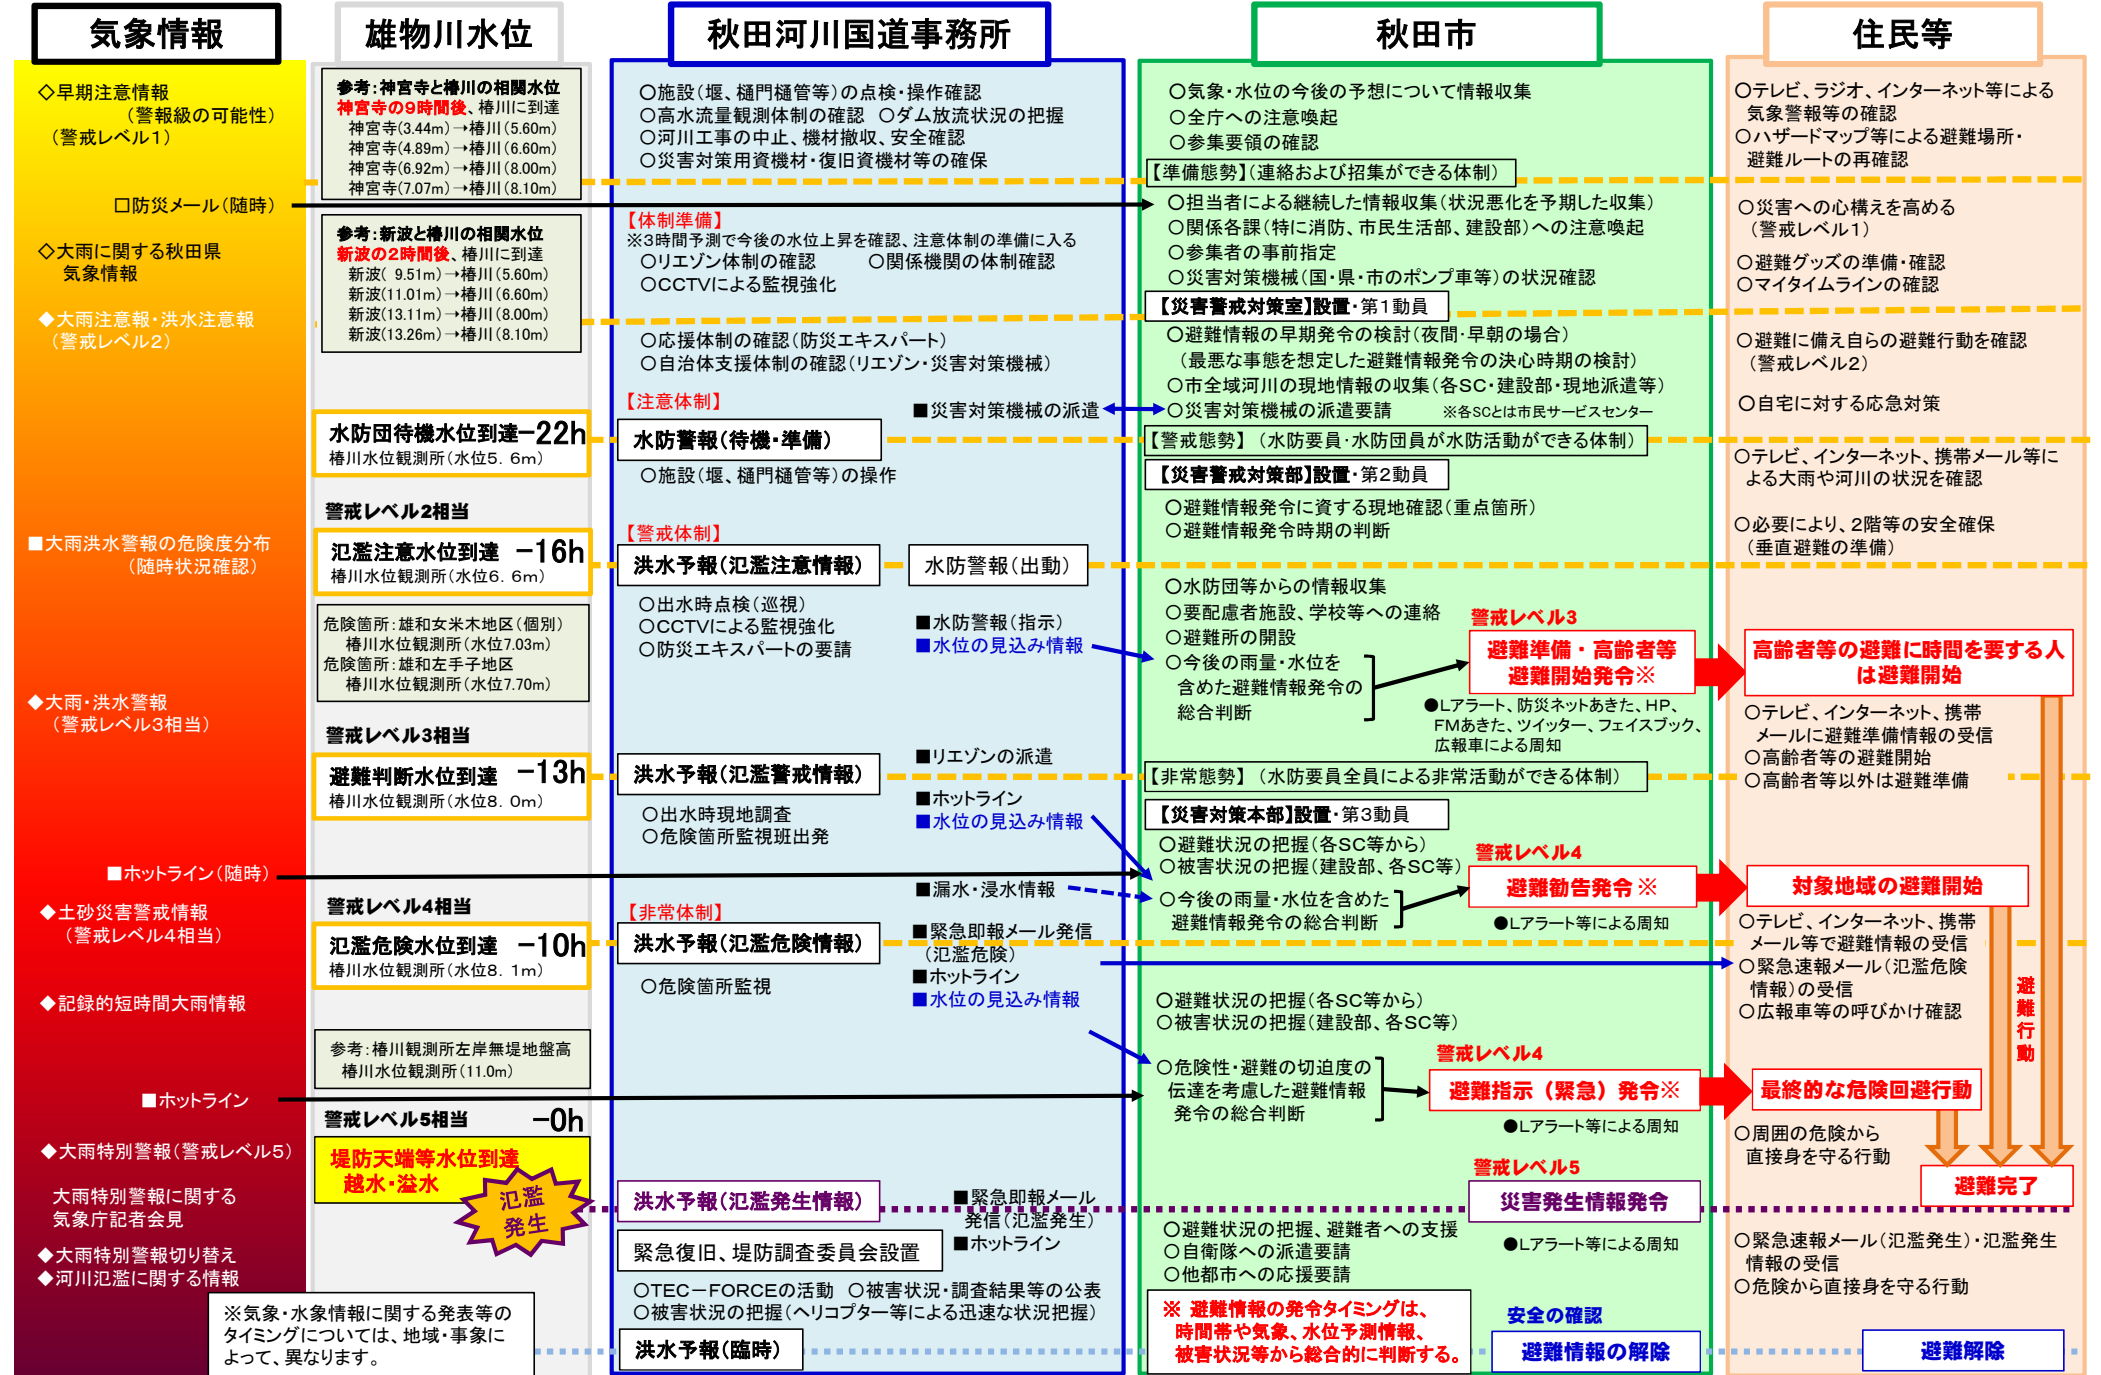 気象情報
◇早期注意情報
(警報級の可能性)
(警戒レベル1)
□防災メール(随時)
◇大雨に関する秋田県
気象情報
◆大雨注意報・洪水注意報
(警戒レベル2)
■大雨洪水警報の危険度分布
(随時状況確認)
◆大雨・洪水警報
(警戒レベル3相当)
■ホットライン(随時)
◆土砂災害警戒情報
(警戒レベル4相当)
◆記録的短時間大雨情報
■ホットライン
◆大雨特別警報(警戒レベル5)
大雨特別警報に関する
気象庁記者会見
◆大雨特別警報切り替え
◆河川氾濫に関する情報
※気象・水象情報に関する発表等の
タイミングについては、地域・事象に
よって、異なります。
雄物川水位
参考:神宮寺と椿川の相関水位
神宮寺の9時間後、椿川に到達
神宮寺(3.44m)→椿川(5.60m)
神宮寺(4.89m)→椿川(6.60m)
神宮寺(6.92m)→椿川(8.00m)
神宮寺(7.07m)→椿川(8.10m)
参考:新波と椿川の相関水位
新波の2時間後、椿川に到達
新波( 9.51m)→椿川(5.60m)
新波(11.01m)→椿川(6.60m)
新波(13.11m)→椿川(8.00m)
新波(13.26m)→椿川(8.10m)
水防団待機水位到達-22h
椿川水位観測所(水位5.6m)
警戒レベル2相当
氾濫注意水位到達 -16h
椿川水位観測所(水位6.6m)
危険箇所:雄和女米木地区(個別)
椿川水位観測所(水位7.03m)
危険箇所:雄和左手子地区
椿川水位観測所(水位7.70m)
警戒レベル3相当
避難判断水位到達 -13h
椿川水位観測所(水位8.0m)
警戒レベル4相当
氾濫危険水位到達 -10h
椿川水位観測所(水位8.1m)
参考:椿川観測所左岸無堤地盤高
椿川水位観測所(11.0m)
警戒レベル5相当 -0h
堤防天端等水位到達
越水・溢水
氾濫
発生
秋田河川国道事務所
○施設(堰、樋門樋管等)の点検・操作確認
○高水流量観測体制の確認 ○ダム放流状況の把握
○河川工事の中止、機材撤収、安全確認
○災害対策用資機材・復旧資機材等の確保
【体制準備】
※3時間予測で今後の水位上昇を確認、注意体制の準備に入る
○リエゾン体制の確認 ○関係機関の体制確認
○CCTVによる監視強化
○応援体制の確認(防災エキスパート)
○自治体支援体制の確認(リエゾン・災害対策機械)
【注意体制】
■災害対策機械の派遣
水防警報(待機・準備)
○施設(堰、樋門樋管等)の操作
【警戒体制】
洪水予報(氾濫注意情報)
水防警報(出動)
○出水時点検(巡視)
○CCTVによる監視強化
○防災エキスパートの要請
■水防警報(指示)
■水位の見込み情報
■リエゾンの派遣
洪水予報(氾濫警戒情報)
■ホットライン
■水位の見込み情報
○出水時現地調査
○危険箇所監視班出発
■漏水・浸水情報
【非常体制】
洪水予報(氾濫危険情報)
■緊急即報メール発信
(氾濫危険)
■ホットライン
■水位の見込み情報
○危険箇所監視
洪水予報(氾濫発生情報)
■緊急即報メール
発信(氾濫発生)
■ホットライン
緊急復旧、堤防調査委員会設置
○TEC-FORCEの活動 ○被害状況・調査結果等の公表
○被害状況の把握(ヘリコプター等による迅速な状況把握)
洪水予報(臨時)
秋田市
○気象・水位の今後の予想について情報収集
○全庁への注意喚起
○参集要領の確認
【準備態勢】(連絡および招集ができる体制)
○担当者による継続した情報収集(状況悪化を予期した収集)
○関係各課(特に消防、市民生活部、建設部)への注意喚起
○参集者の事前指定
○災害対策機械(国・県・市のポンプ車等)の状況確認
【災害警戒対策室】設置・第1動員
○避難情報の早期発令の検討(夜間・早朝の場合)
(最悪な事態を想定した避難情報発令の決心時期の検討)
○市全域河川の現地情報の収集(各SC・建設部・現地派遣等)
○災害対策機械の派遣要請 ※各SCとは市民サービスセンター
【警戒態勢】 (水防要員・水防団員が水防活動ができる体制)
【災害警戒対策部】設置・第2動員
○避難情報発令に資する現地確認(重点箇所)
○避難情報発令時期の判断
○水防団等からの情報収集
○要配慮者施設、学校等への連絡
○避難所の開設
○今後の雨量・水位を
含めた避難情報発令の
総合判断
警戒レベル3
避難準備・高齢者等
避難開始発令※
●Lアラート、防災ネットあきた、HP、
FMあきた、ツイッター、フェイスブック、
広報車による周知
【非常態勢】 (水防要員全員による非常活動ができる体制)
【災害対策本部】設置・第3動員
○避難状況の把握(各SC等から)
○被害状況の把握(建設部、各SC等)
○今後の雨量・水位を含めた
避難情報発令の総合判断
警戒レベル4
避難勧告発令※
●Lアラート等による周知
○避難状況の把握(各SC等から)
○被害状況の把握(建設部、各SC等)
○危険性・避難の切迫度の
伝達を考慮した避難情報
発令の総合判断
警戒レベル4
避難指示(緊急)発令※
●Lアラート等による周知
警戒レベル5
災害発生情報発令
●Lアラート等による周知
○避難状況の把握、避難者への支援
○自衛隊への派遣要請
○他都市への応援要請
※ 避難情報の発令タイミングは、
時間帯や気象、水位予測情報、
被害状況等から総合的に判断する。
安全の確認
避難情報の解除
住民等
○テレビ、ラジオ、インターネット等による
気象警報等の確認
○ハザードマップ等による避難場所・
避難ルートの再確認
○災害への心構えを高める
(警戒レベル1)
○避難グッズの準備・確認
○マイタイムラインの確認
○避難に備え自らの避難行動を確認
(警戒レベル2)
○自宅に対する応急対策
○テレビ、インターネット、携帯メール等に
よる大雨や河川の状況を確認
○必要により、2階等の安全確保
(垂直避難の準備)
高齢者等の避難に時間を要する人
は避難開始
○テレビ、インターネット、携帯
メールに避難準備情報の受信
○高齢者等の避難開始
○高齢者等以外は避難準備
対象地域の避難開始
○テレビ、インターネット、携帯
メール等で避難情報の受信
○緊急速報メール(氾濫危険
情報)の受信
○広報車等の呼びかけ確認
避難行動
最終的な危険回避行動
○周囲の危険から
直接身を守る行動
避難完了
○緊急速報メール(氾濫発生)・氾濫発生
情報の受信
○危険から直接身を守る行動
避難解除